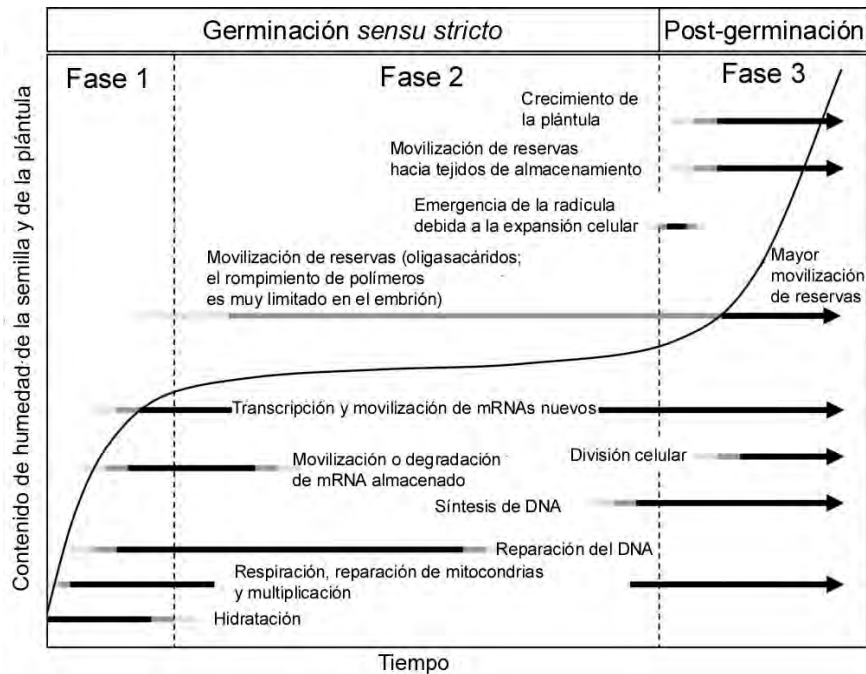 Germinación sensu stricto
Post-germinación
Fase 1
Fase 2
Fase 3
Crecimiento de
la plántula
Movilización de reservas
hacia tejidos de almacenamiento
Emergencia de la radícula
debida a la expansión celular
Movilización de reservas (oligasacáridos;
el rompimiento de polímeros
es muy limitado en el embrión)
Mayor
movilización
de reservas
Transcripción y movilización de mRNAs nuevos
Movilización o degradación
de mRNA almacenado
División celular
Síntesis de DNA
Reparación del DNA
Respiración, reparación de mitocondrias
y multiplicación
Hidratación
Contenido de humedad de la semilla y de la plántula
Tiempo